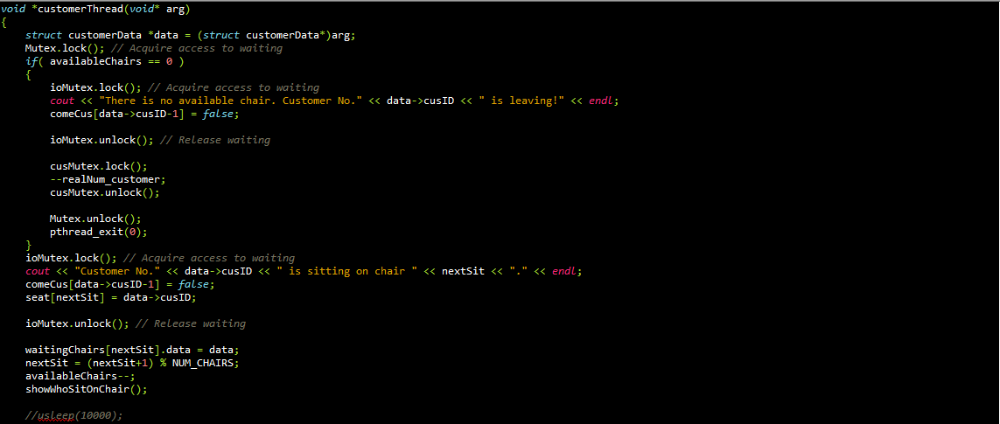 void *customerThread(void* arg)
{
    struct customerData *data = (struct customerData*)arg;
    Mutex.lock(); // Acquire access to waiting
    if( availableChairs == 0 )
    {
        ioMutex.lock(); // Acquire access to waiting
        cout << "There is no available chair. Customer No." << data->cusID << " is leaving!" << endl;
        comeCus[data->cusID-1] = false;

        ioMutex.unlock(); // Release waiting

        cusMutex.lock();
        --realNum_customer;
        cusMutex.unlock();

        Mutex.unlock();
        pthread_exit(0);
    }
    ioMutex.lock(); // Acquire access to waiting
    cout << "Customer No." << data->cusID << " is sitting on chair " << nextSit << "." << endl;
    comeCus[data->cusID-1] = false;
    seat[nextSit] = data->cusID;

    ioMutex.unlock(); // Release waiting

    waitingChairs[nextSit].data = data;
    nextSit = (nextSit+1) % NUM_CHAIRS;
    availableChairs--;
    showWhoSitOnChair();

    //usleep(10000);